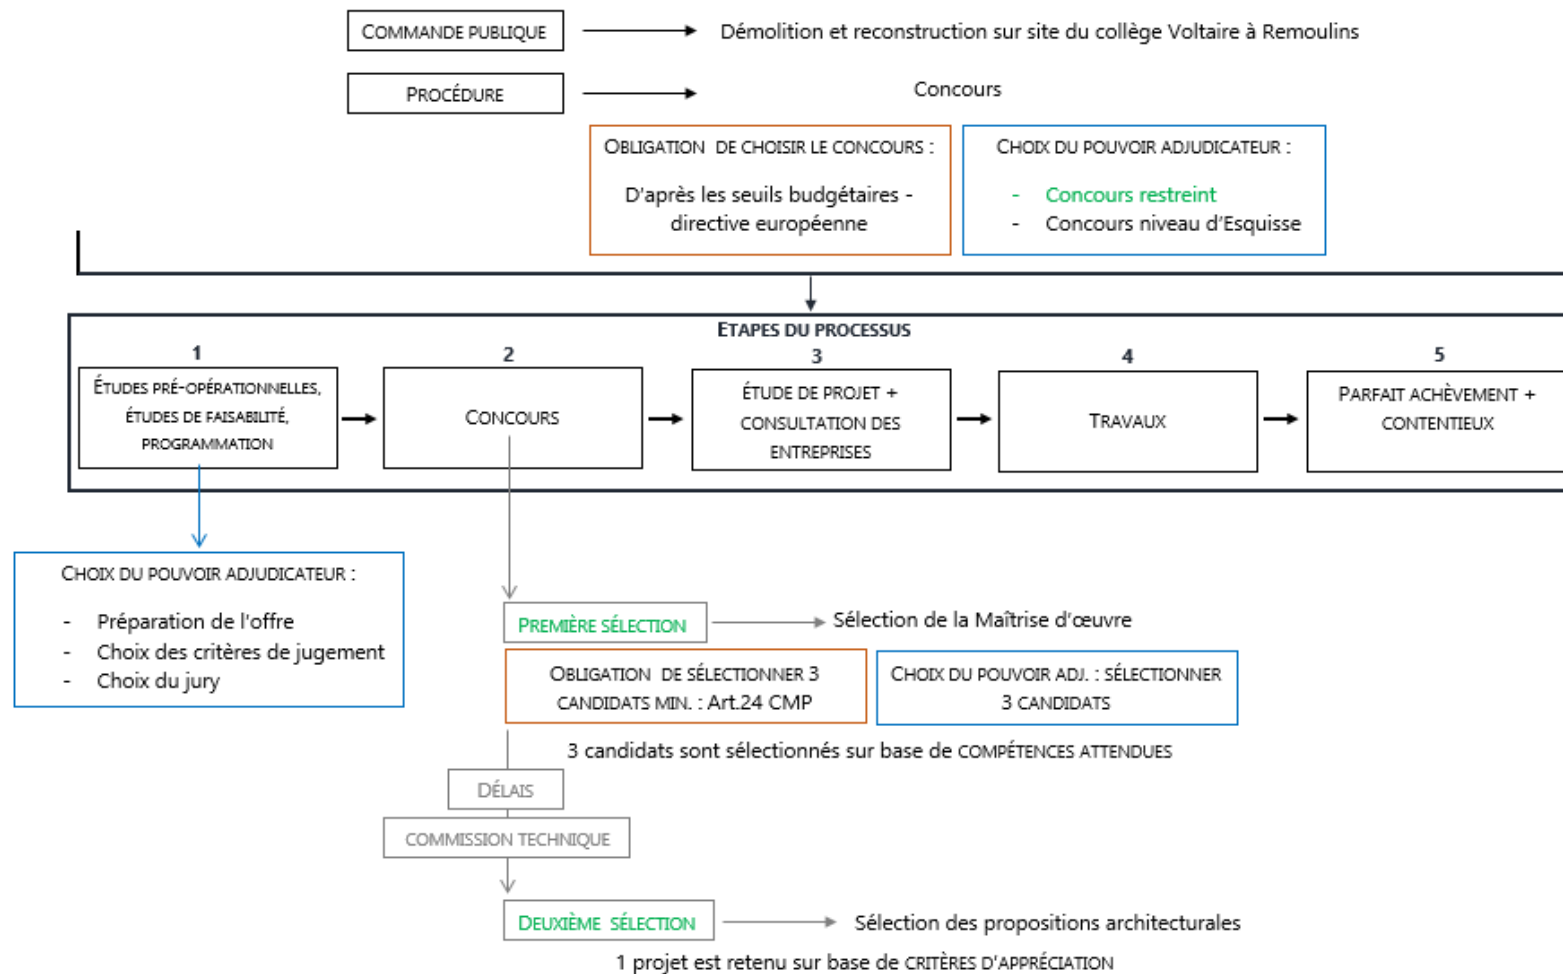 COMMANDE PUBLIQUE
Démolition et reconstruction sur site du collège Voltaire à Remoulins
PROCÉDURE
Concours
OBLIGATION DE CHOISIR LE CONCOURS :
D'après les seuils budgétaires -
directive européenne
CHOIX DU POUVOIR ADJUDICATEUR :
- Concours restreint
- Concours niveau d'Esquisse
ETAPES DU PROCESSUS
1
ÉTUDES PRÉ-OPÉRATIONNELLES,
ÉTUDES DE FAISABILITÉ,
PROGRAMMATION
2
CONCOURS
3
ÉTUDE DE PROJET +
CONSULTATION DES
ENTREPRISES
4
TRAVAUX
5
PARFAIT ACHÈVEMENT +
CONTENTIEUX
CHOIX DU POUVOIR ADJUDICATEUR :
- Préparation de l'offre
- Choix des critères de jugement
- Choix du jury
PREMIÈRE SÉLECTION
Sélection de la Maîtrise d'œuvre
OBLIGATION DE SÉLECTIONNER 3
CANDIDATS MIN. : Art.24 CMP
CHOIX DU POUVOIR ADJ. : SÉLECTIONNER
3 CANDIDATS
3 candidats sont sélectionnés sur base de COMPÉTENCES ATTENDUES
DÉLAIS
COMMISSION TECHNIQUE
DEUXIÈME SÉLECTION
Sélection des propositions architecturales
1 projet est retenu sur base de CRITÈRES D'APPRÉCIATION